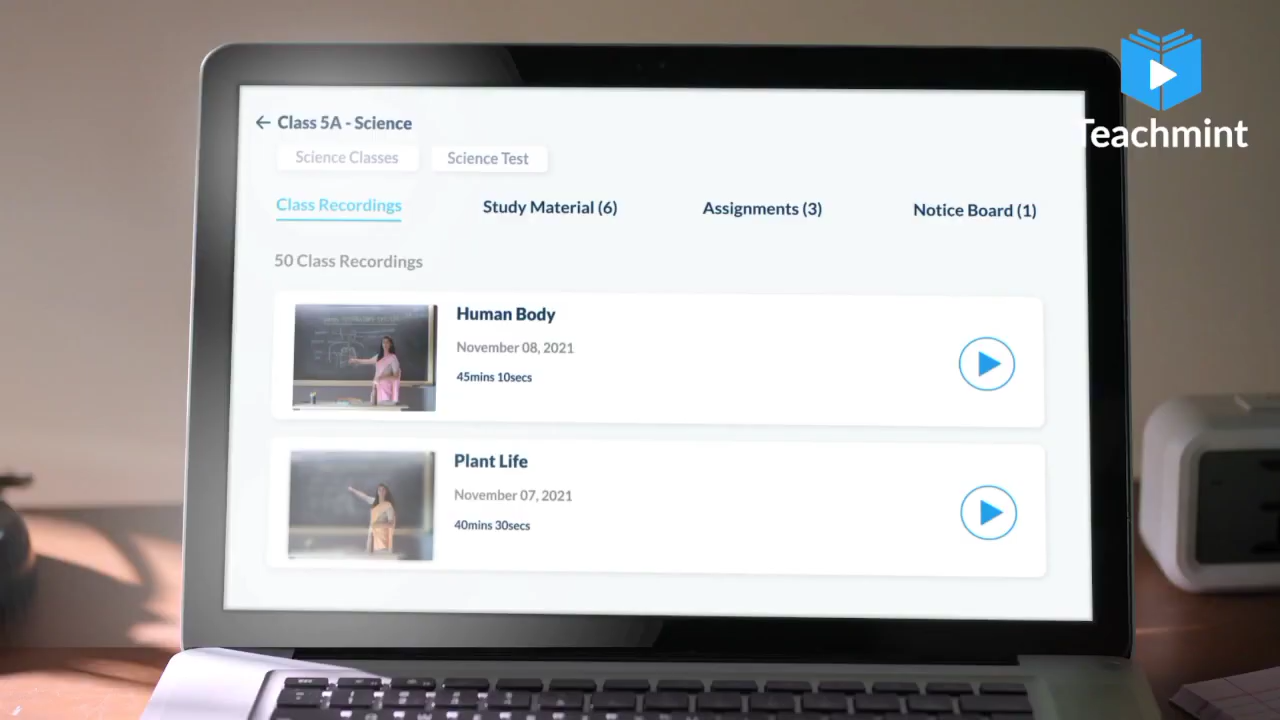 Teachmint
Class 5A - Science
Science Classes
Science Test
Class Recordings
Study Material (6)
Assignments (3)
Notice Board (1)
50 Class Recordings
Human Body
November 08, 2021
45mins 10secs
Plant Life
November 07, 2021
40mins 30secs